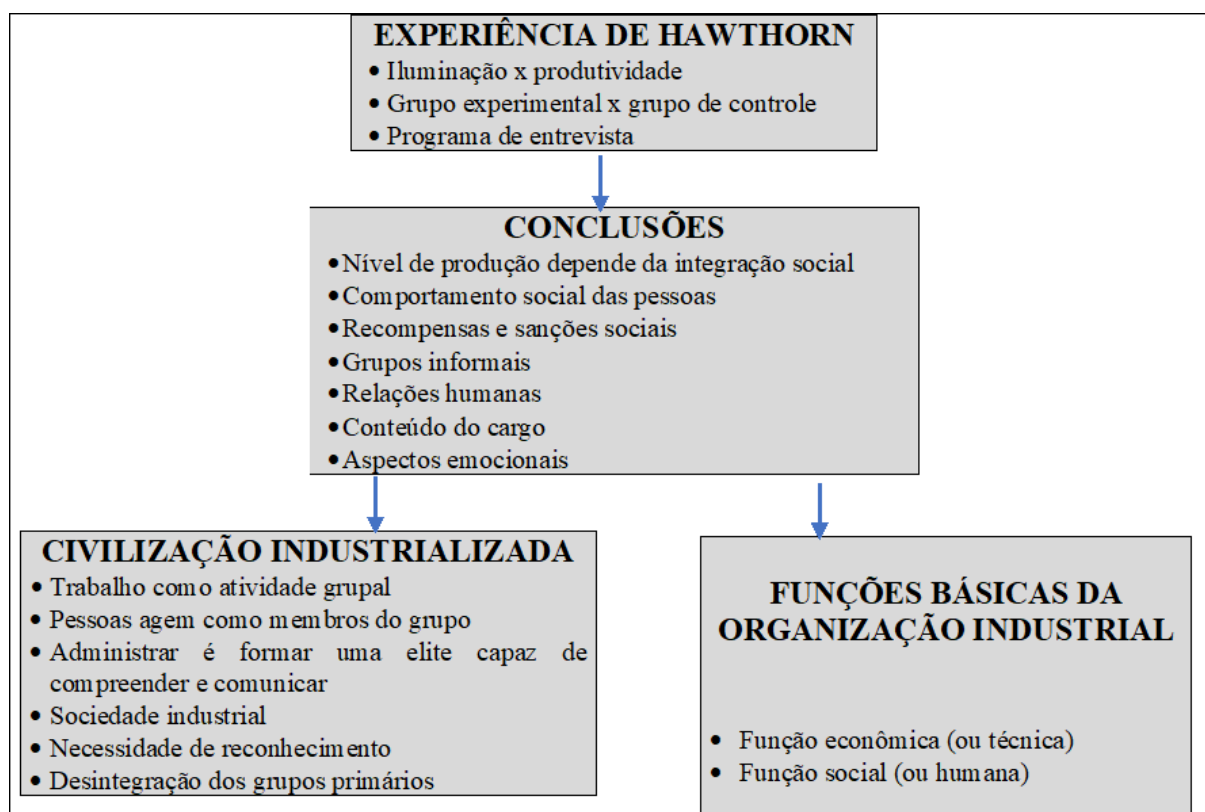 EXPERIÊNCIA DE HAWTHORN
• Iluminação x produtividade
• Grupo experimental x grupo de controle
• Programa de entrevista
CONCLUSÕES
• Nível de produção depende da integração social
• Comportamento social das pessoas
• Recompensas e sanções sociais
• Grupos informais
• Relações humanas
• Conteúdo do cargo
• Aspectos emocionais
CIVILIZAÇÃO INDUSTRIALIZADA
• Trabalho como atividade grupal
• Pessoas agem como membros do grupo
• Administrar é formar uma elite capaz de
compreender e comunicar
• Sociedade industrial
• Necessidade de reconhecimento
• Desintegração dos grupos primários
FUNÇÕES BÁSICAS DA
ORGANIZAÇÃO INDUSTRIAL
• Função econômica (ou técnica)
• Função social (ou humana)